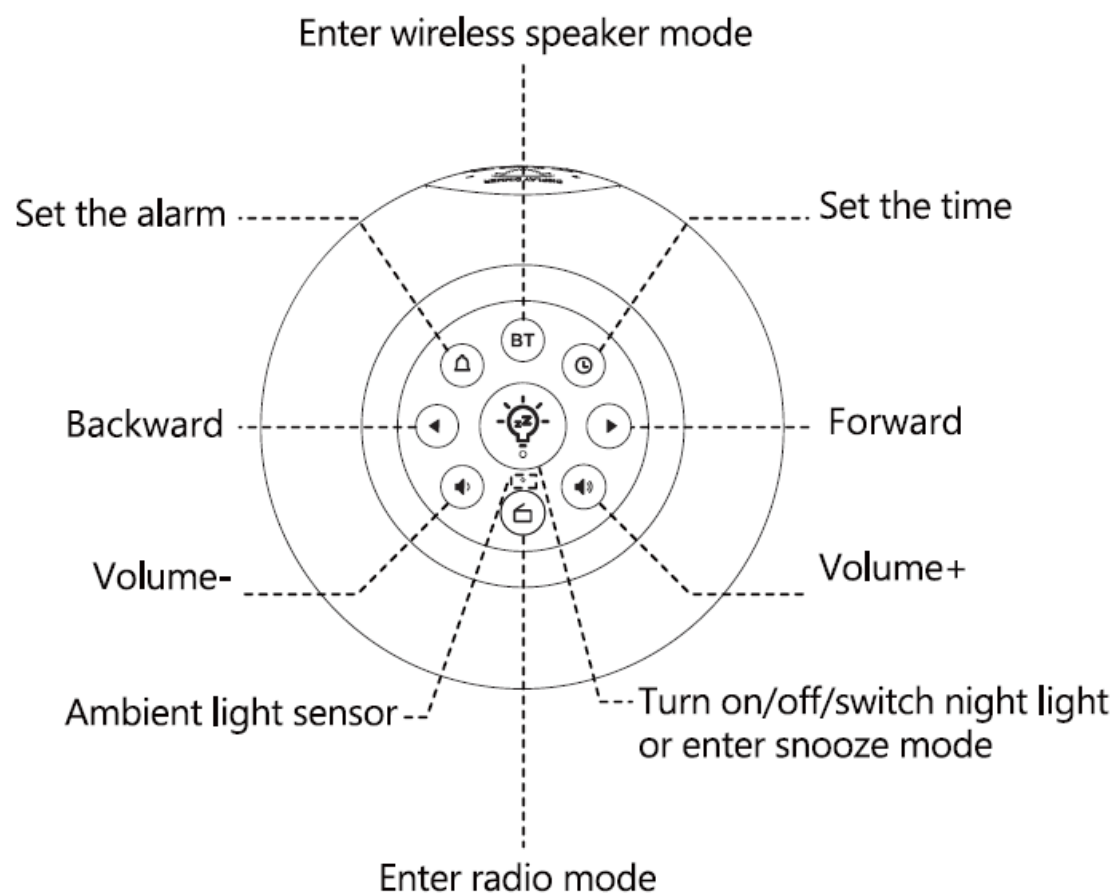 Enter wireless speaker mode
Set the alarm
Set the time
BT
zZ
Backward
Forward
Volume-
Volume+
Ambient light sensor
Turn on/off/switch night light
or enter snooze mode
Enter radio mode